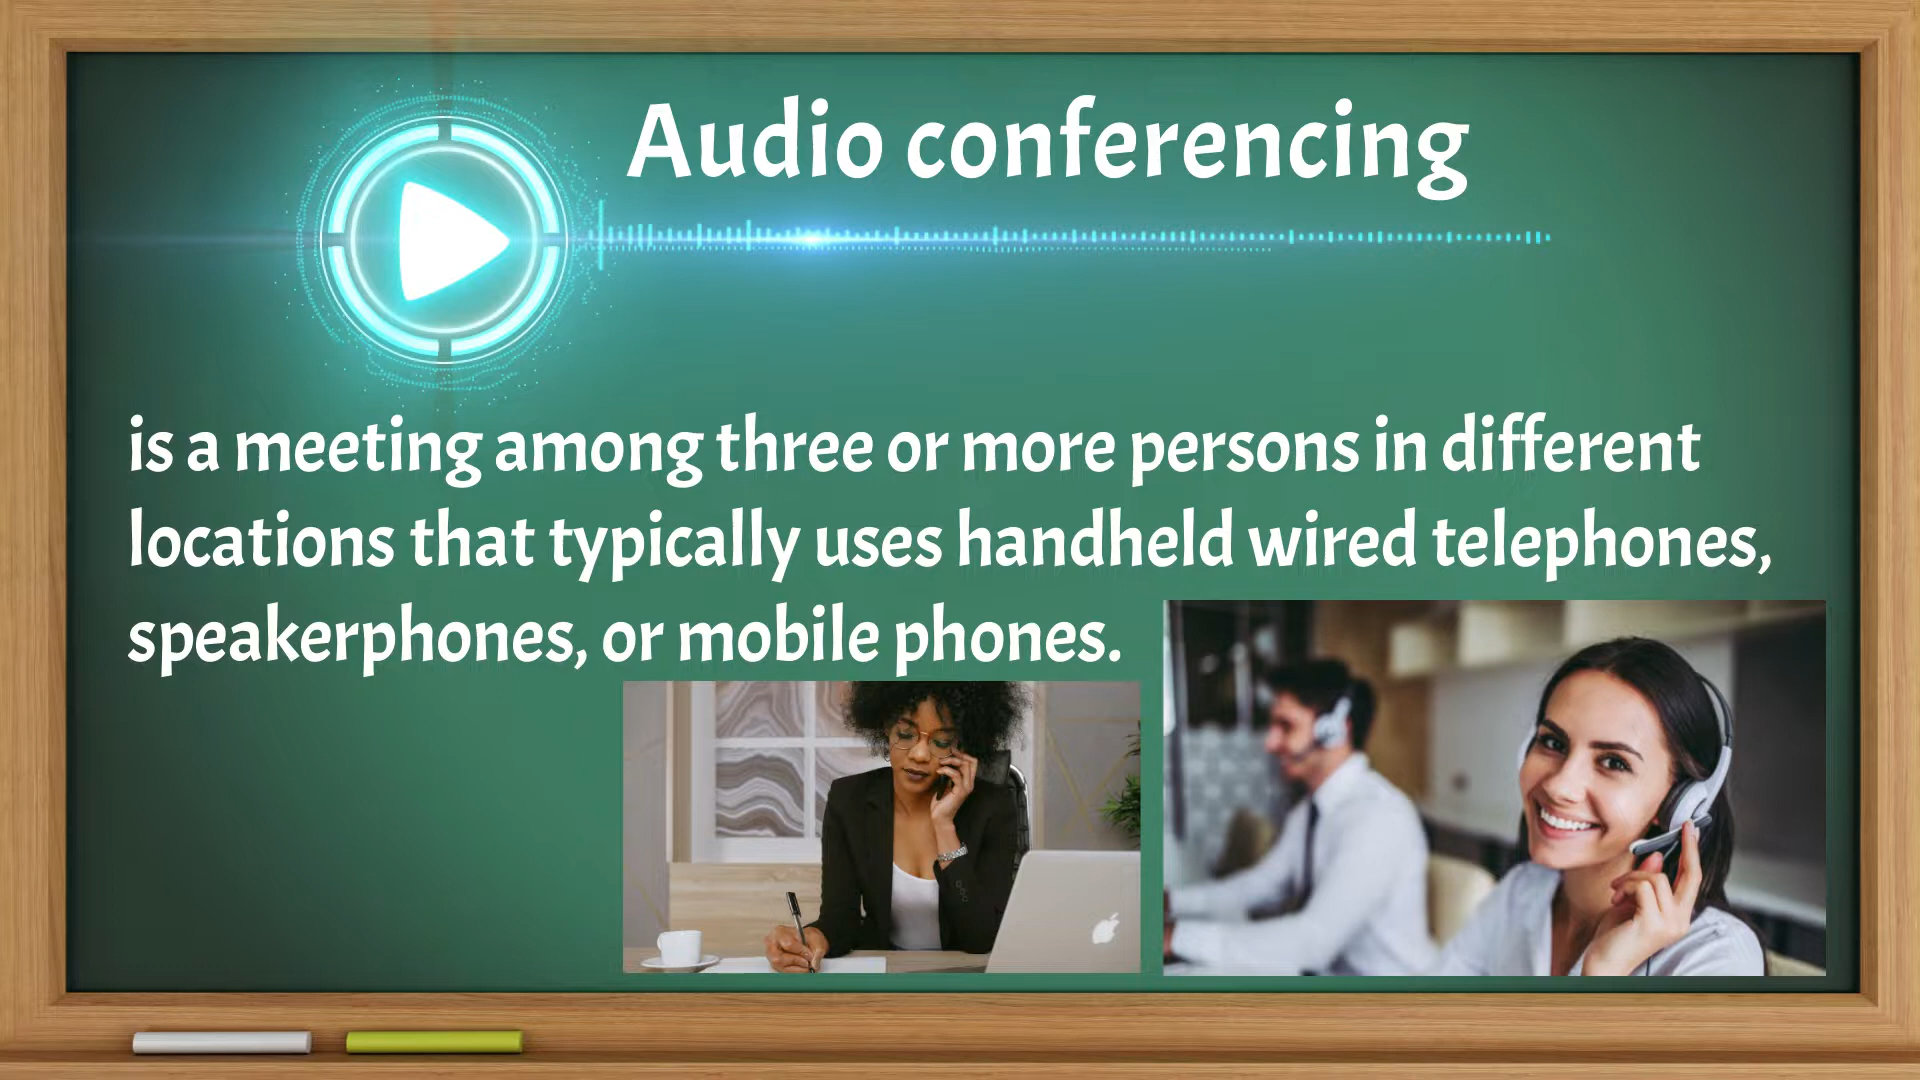 Audio conferencing
is a meeting among three or more persons in different
locations that typically uses handheld wired telephones,
speakerphones, or mobile phones.